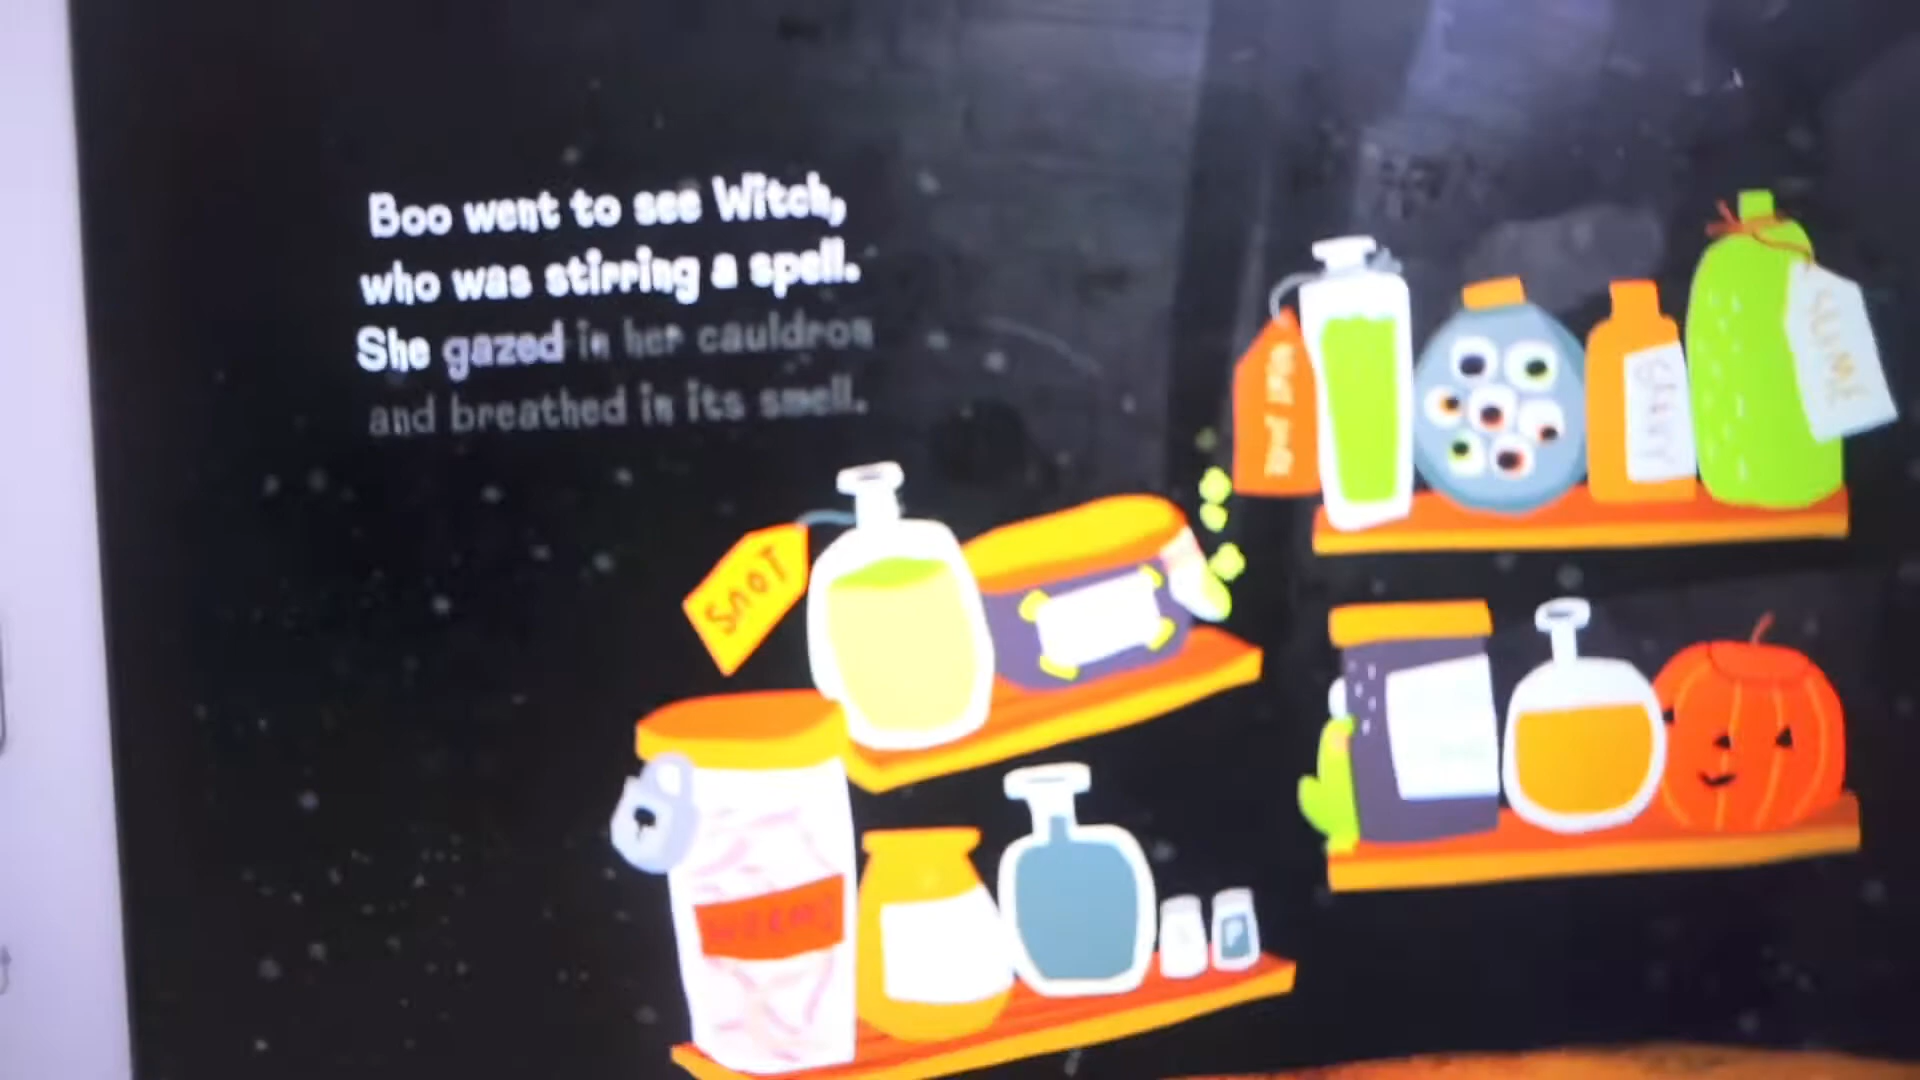 Boo went to see Witch,
who was stirring a spell.
She gazed in her cauldron
and breathed in its smell.
SLIME
SNOT
WORMS
P